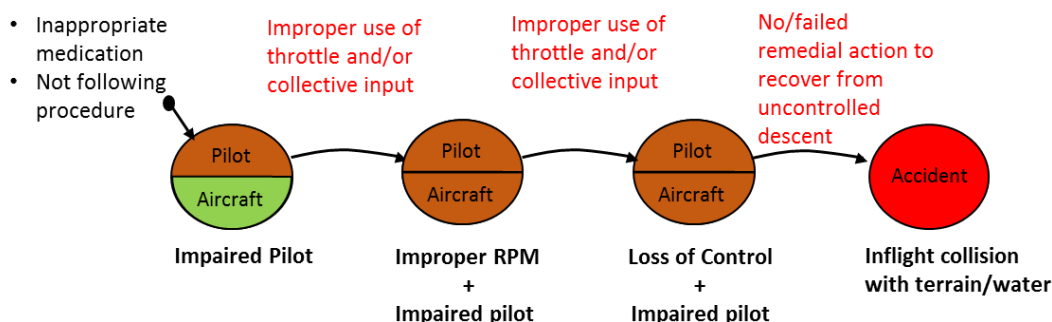 • Inappropriate
medication
• Not following
procedure
Improper use of
throttle and/or
collective input
Improper use of
throttle and/or
collective input
No/failed
remedial action to
recover from
uncontrolled
descent
Pilot
Aircraft
Pilot
Aircraft
Pilot
Aircraft
Accident
Impaired Pilot
Improper RPM
+
Impaired pilot
Loss of Control
+
Impaired pilot
Inflight collision
with terrain/water